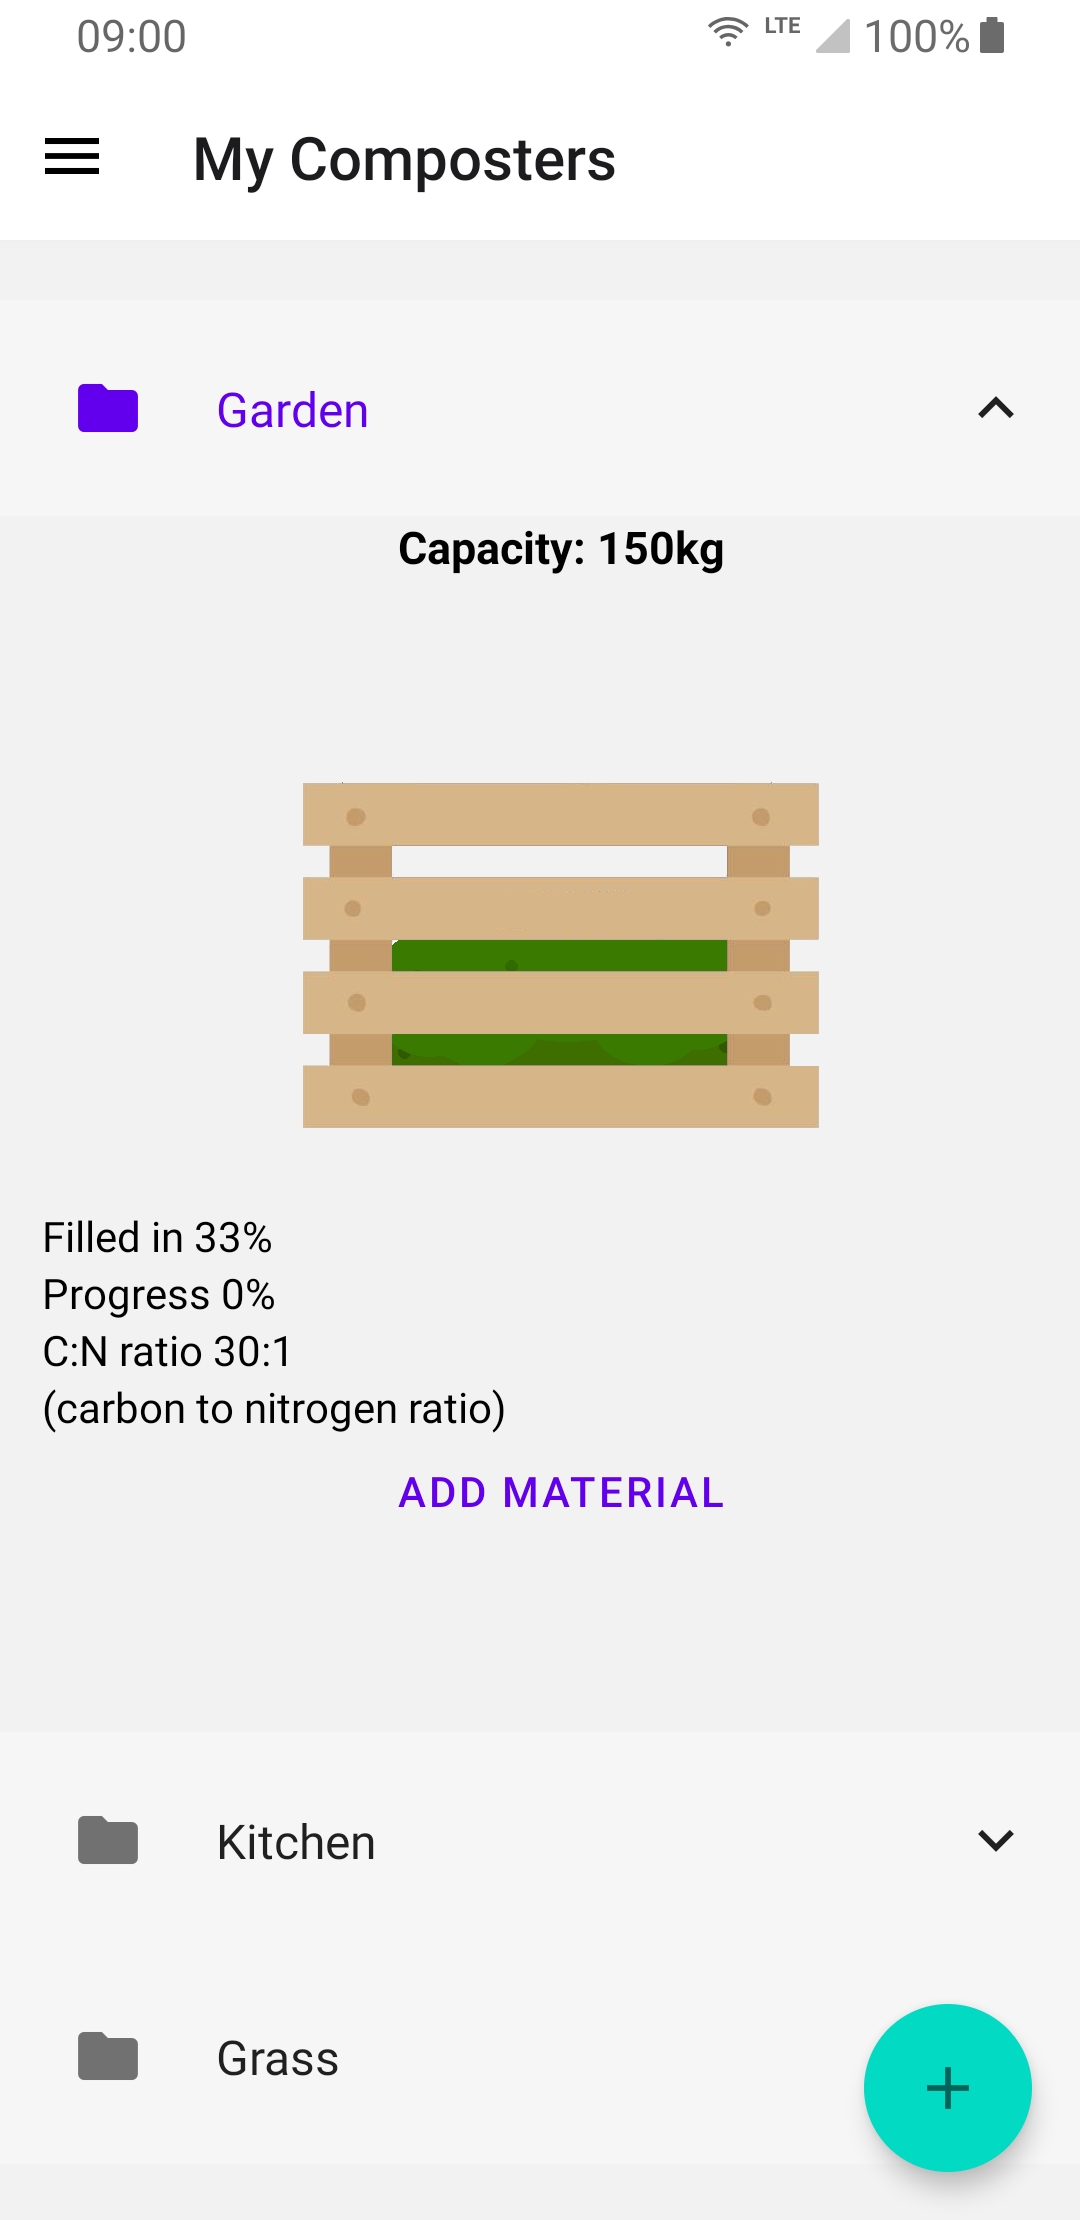 09:00 LTE 100%
My Composters
Garden
Capacity: 150kg
Filled in 33%
Progress 0%
C:N ratio 30:1
(carbon to nitrogen ratio)
ADD MATERIAL
Kitchen
Grass